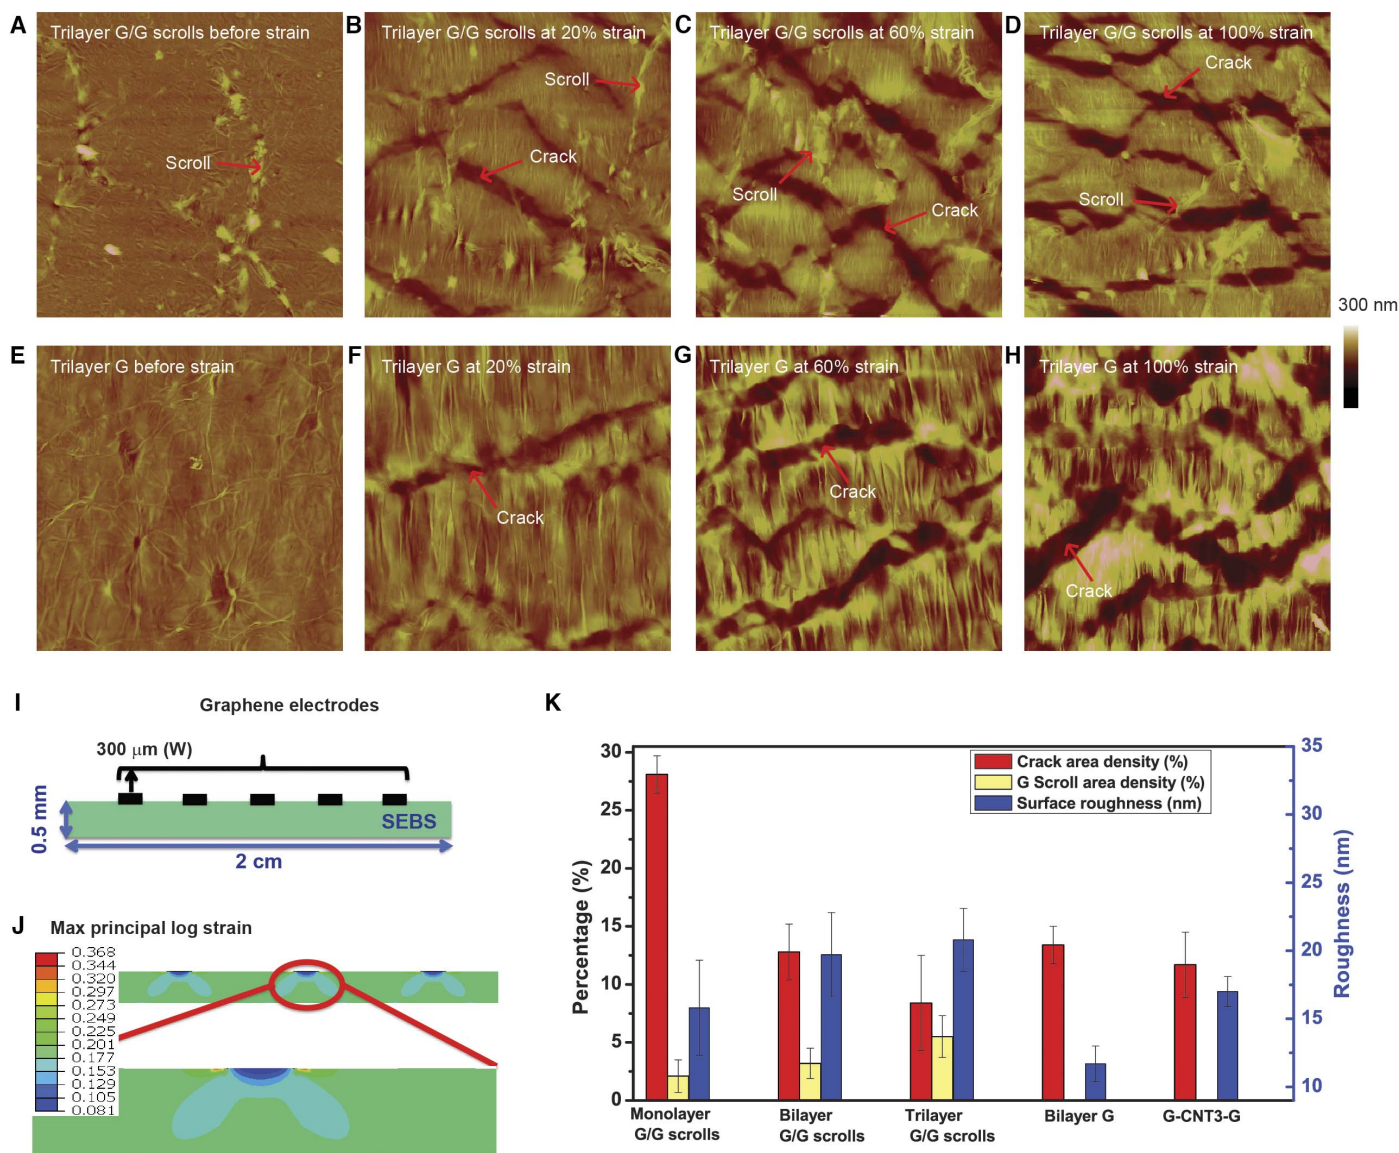 A
Trilayer G/G scrolls before strain
Scroll
B
Trilayer G/G scrolls at 20% strain
Scroll
Crack
C
Trilayer G/G scrolls at 60% strain
Scroll
Crack
D
Trilayer G/G scrolls at 100% strain
Crack
Scroll
300 nm
E
Trilayer G before strain
F
Trilayer G at 20% strain
Crack
G
Trilayer G at 60% strain
Crack
H
Trilayer G at 100% strain
Crack
I
Graphene electrodes
300 μm (W)
0.5 mm
SEBS
2 cm
J
Max principal log strain
0.368
0.344
0.320
0.297
0.273
0.249
0.225
0.201
0.177
0.153
0.129
0.105
0.081
K
Percentage (%)
30
25
20
15
10
5
0
Crack area density (%)
G Scroll area density (%)
Surface roughness (nm)
35
30
25
20
15
10
Roughness (nm)
Monolayer
G/G scrolls
Bilayer
G/G scrolls
Trilayer
G/G scrolls
Bilayer G
G-CNT3-G